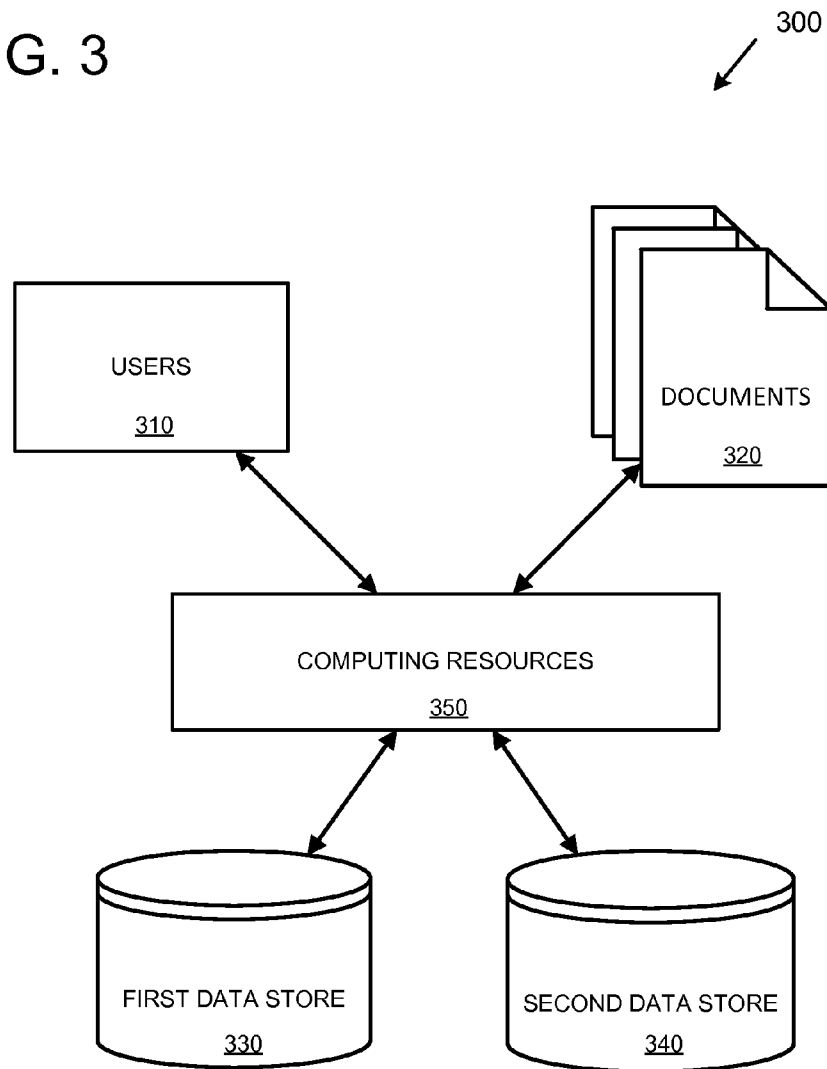 G. 3
300
USERS
310
DOCUMENTS
320
COMPUTING RESOURCES
350
FIRST DATA STORE
330
SECOND DATA STORE
340